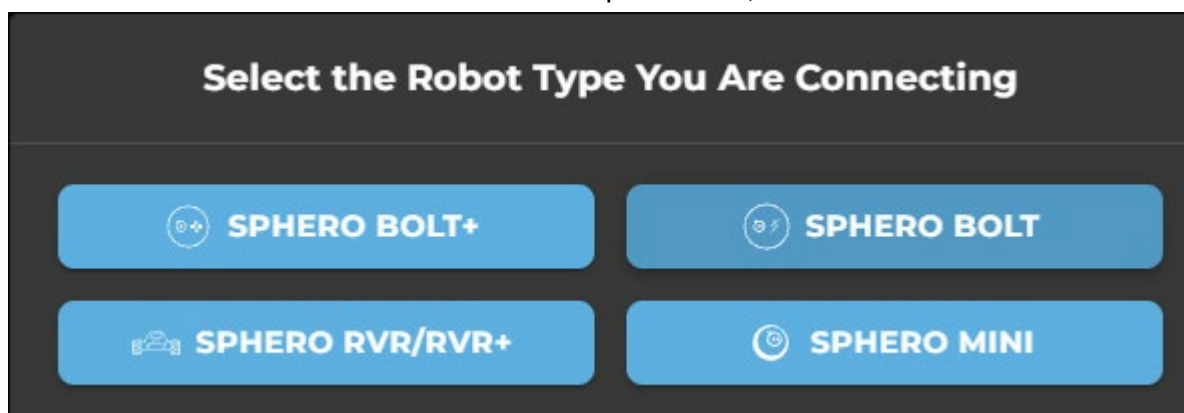 Select the Robot Type You Are Connecting
SPHERO BOLT+
SPHERO BOLT
SPHERO RVR/RVR+
SPHERO MINI